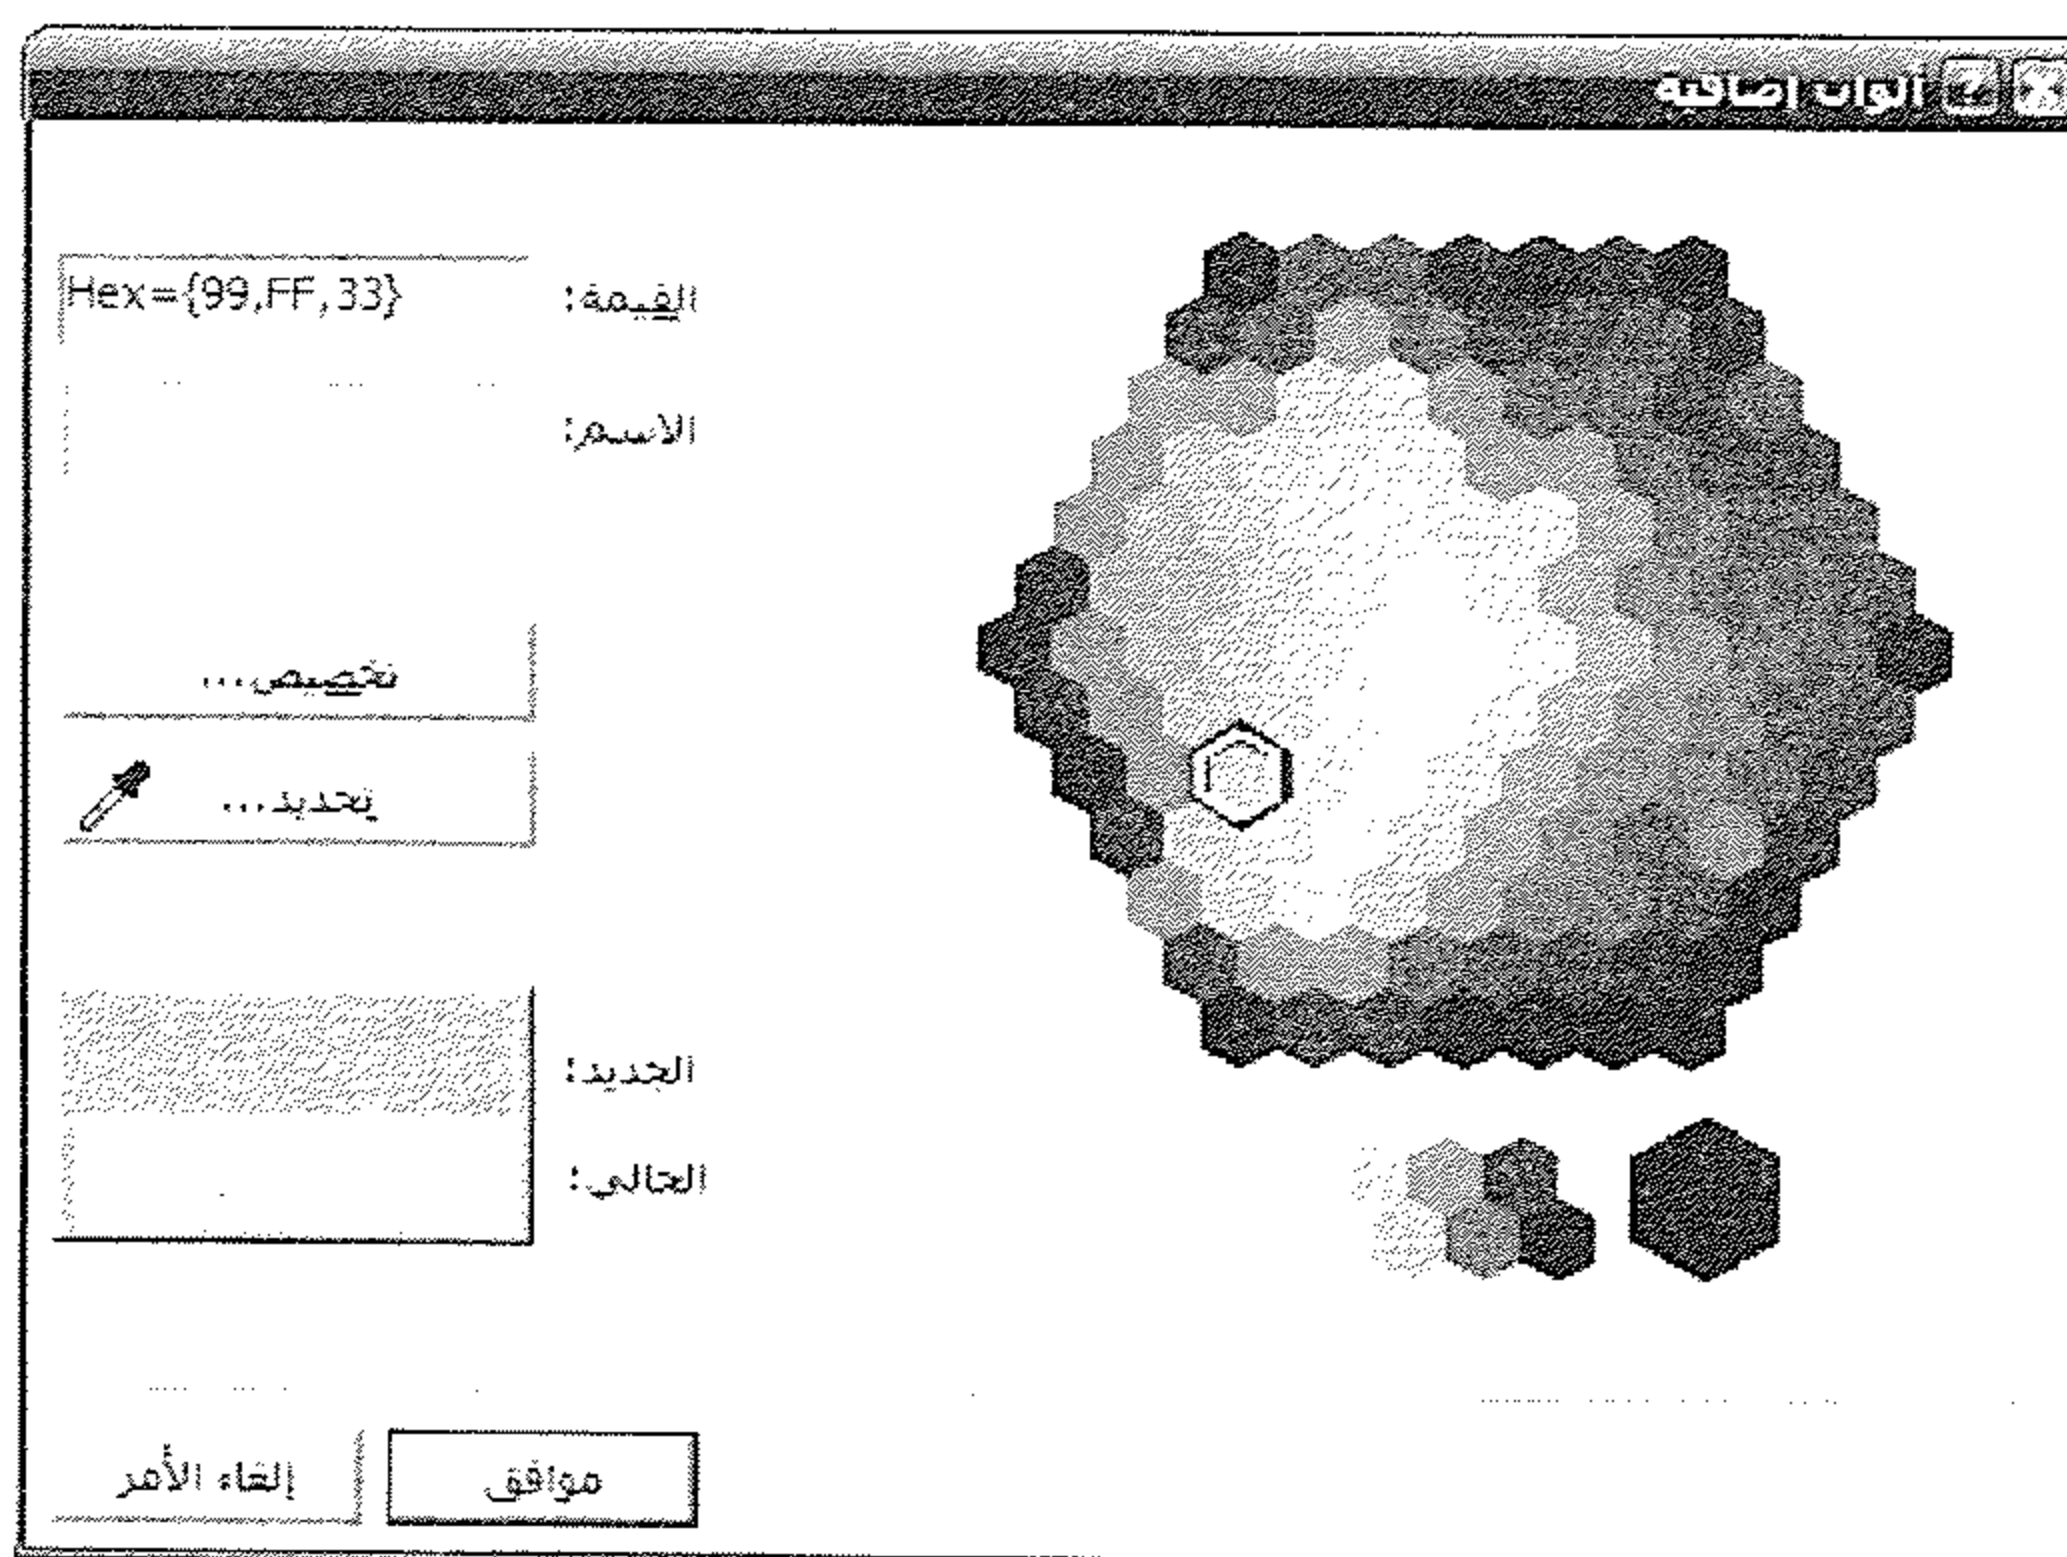 ألوان إضافية
القيمة: Hex={99,FF,33}
الاسم:
تخصيص...
تحديد...
الجديد:
الحالي:
موافق
إلغاء الأمر